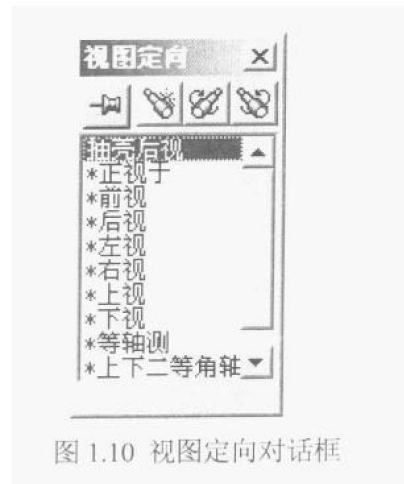 视图定向
抽壳后视
*正视于
*前视
*后视
*左视
*右视
*上视
*下视
*等轴测
*上下二等角轴
图 1.10 视图定向对话框